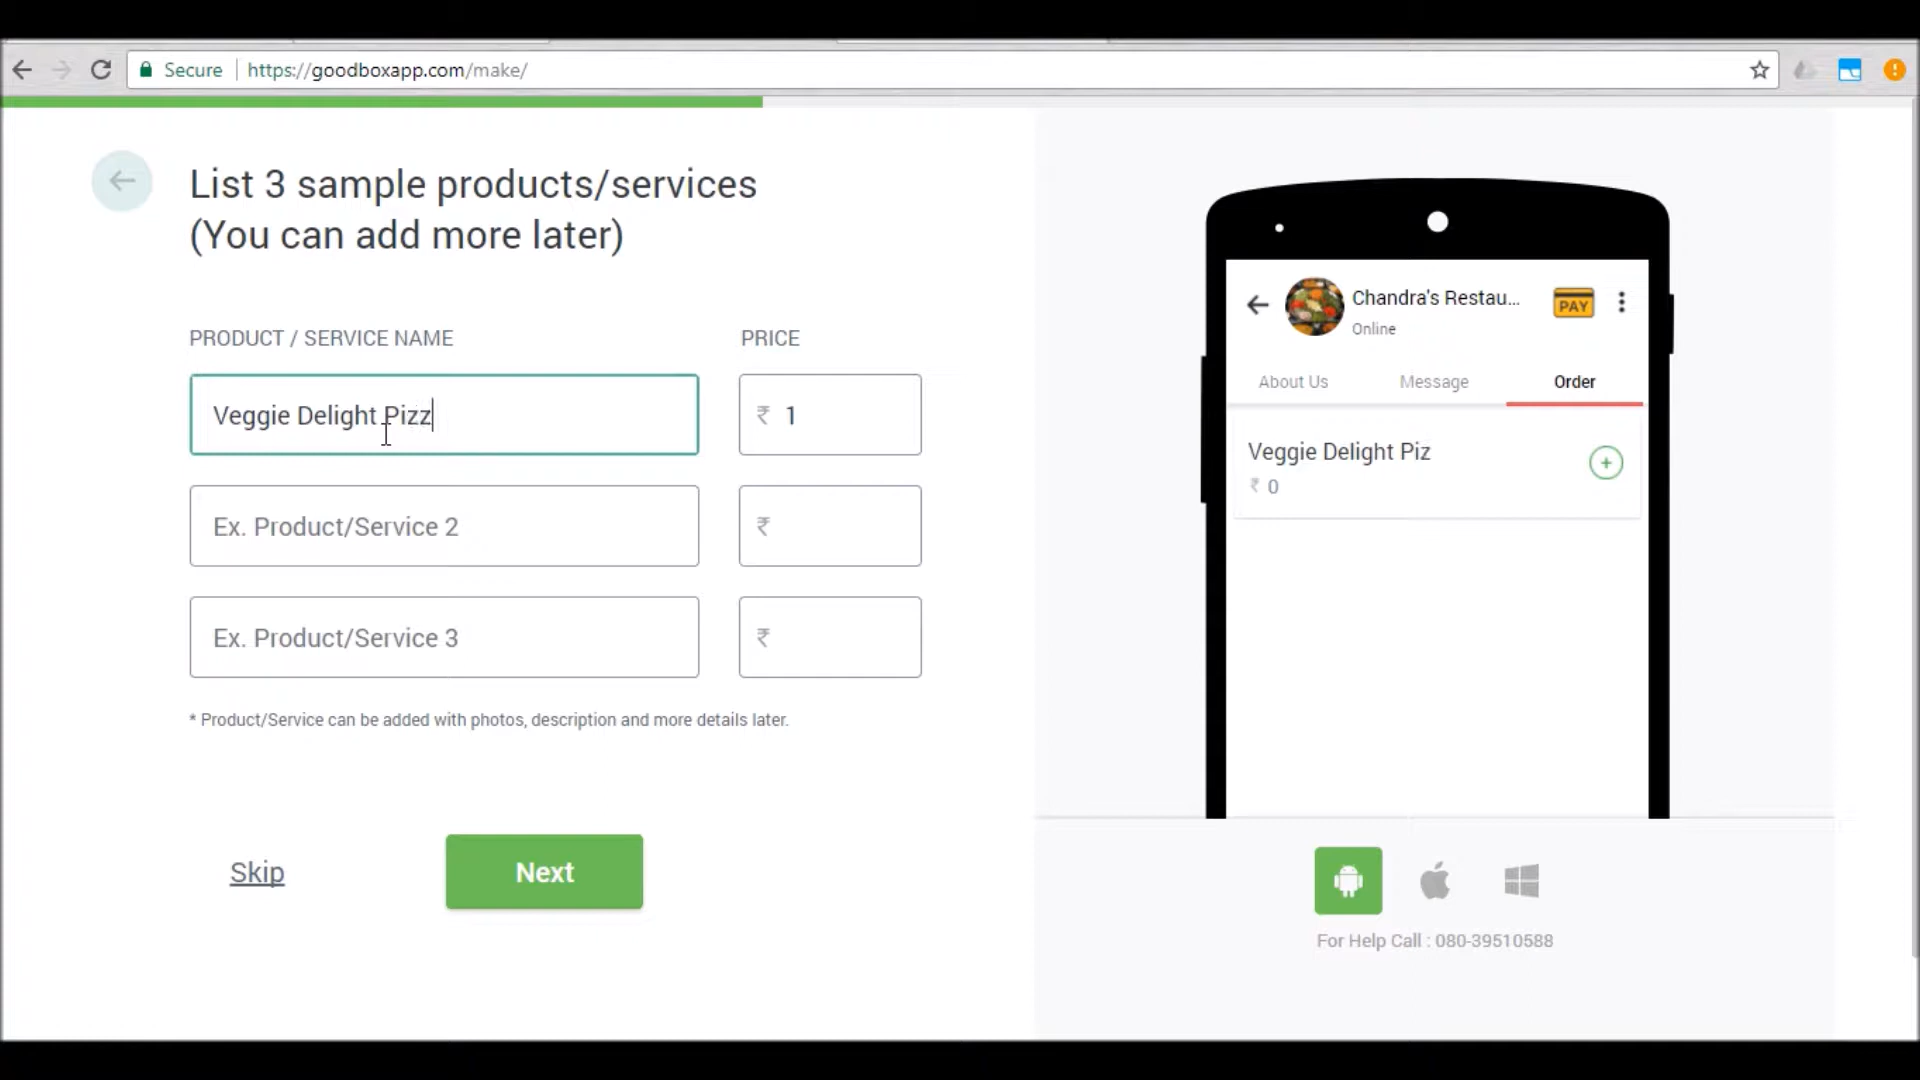 Secure
https://goodboxapp.com/make/
List 3 sample products/services
(You can add more later)
PRODUCT / SERVICE NAME PRICE
Veggie Delight Pizz ₹ 1
Ex. Product/Service 2 ₹
Ex. Product/Service 3 ₹
* Product/Service can be added with photos, description and more details later.
Skip Next
Chandra's Restau...
PAY
Online
About Us Message Order
Veggie Delight Piz
₹ 0
For Help Call : 080-39510588